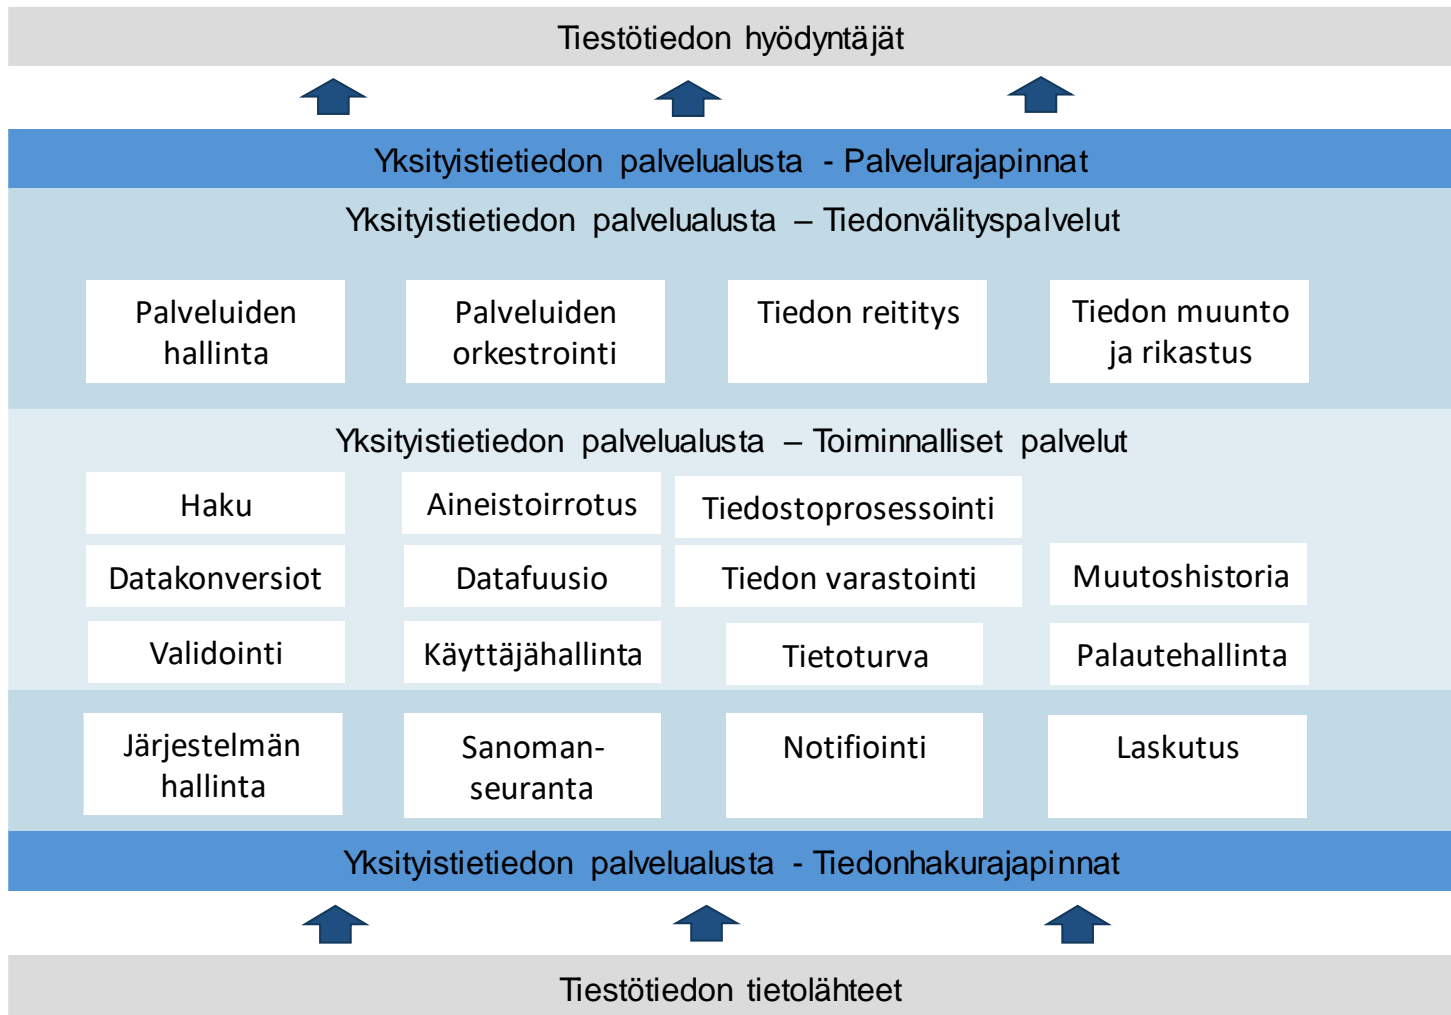 Tiestötiedon hyödyntäjät
Yksityistietiedon palvelualusta - Palvelurajapinnat
Yksityistietiedon palvelualusta – Tiedonvälityspalvelut
Palveluiden
hallinta
Palveluiden
orkestrointi
Tiedon reititys
Tiedon muunto
ja rikastus
Yksityistietiedon palvelualusta – Toiminnalliset palvelut
Haku
Aineistoirrotus
Tiedostoprosessointi
Datakonversiot
Datafuusio
Tiedon varastointi
Muutoshistoria
Validointi
Käyttäjähallinta
Tietoturva
Palautehallinta
Järjestelmän
hallinta
Sanoman-
seuranta
Notifiointi
Laskutus
Yksityistietiedon palvelualusta - Tiedonhakurajapinnat
Tiestötiedon tietolähteet